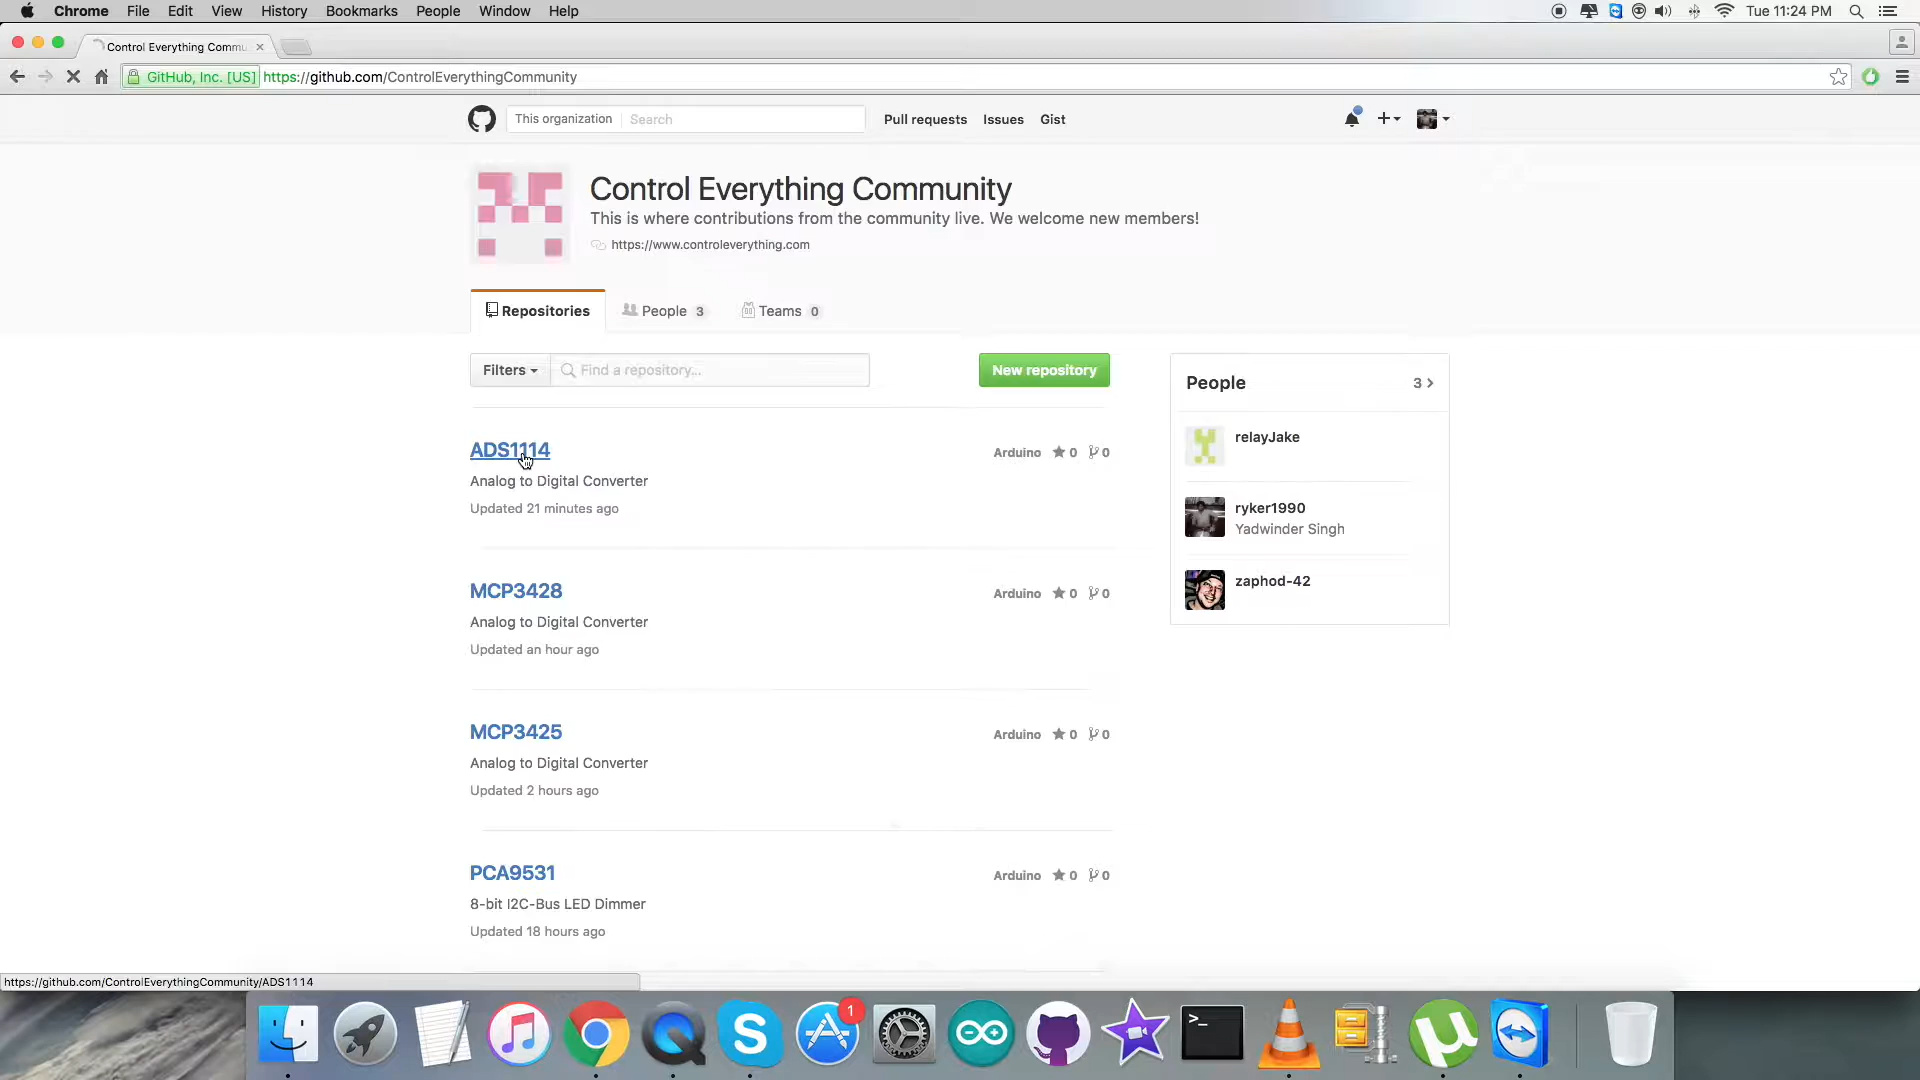 Chrome File Edit View History Bookmarks People Window Help Tue 11:24 PM
Control Everything Commu
GitHub, Inc. [US] https://github.com/ControlEverythingCommunity
This organization Search Pull requests Issues Gist
Control Everything Community
This is where contributions from the community live. We welcome new members!
https://www.controleverything.com
Repositories People 3 Teams 0
Filters Find a repository... New repository
People 3
ADS1114
Arduino 0 0
Analog to Digital Converter
Updated 21 minutes ago
relayJake
ryker1990
Yadwinder Singh
zaphod-42
MCP3428
Arduino 0 0
Analog to Digital Converter
Updated an hour ago
MCP3425
Arduino 0 0
Analog to Digital Converter
Updated 2 hours ago
PCA9531
Arduino 0 0
8-bit I2C-Bus LED Dimmer
Updated 18 hours ago
https://github.com/ControlEverythingCommunity/ADS1114
1